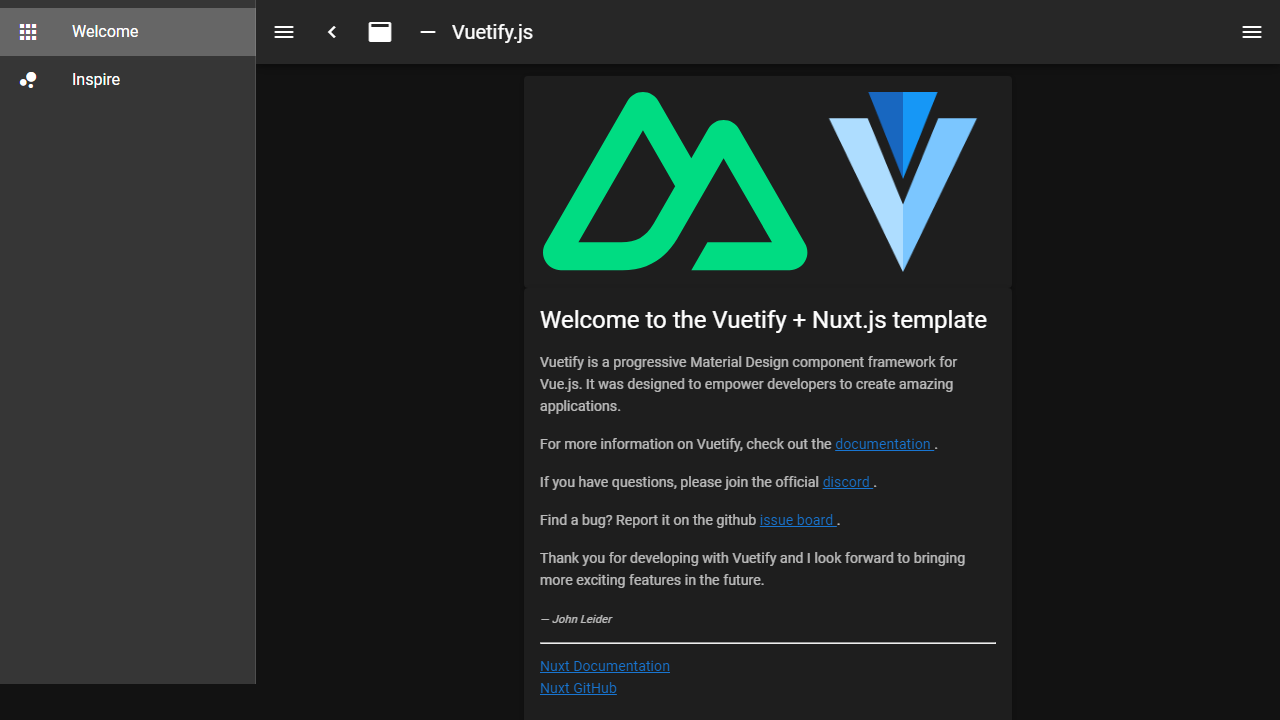 Welcome
Inspire
Vuetify.js
Welcome to the Vuetify + Nuxt.js template
Vuetify is a progressive Material Design component framework for
Vue.js. It was designed to empower developers to create amazing
applications.
For more information on Vuetify, check out the documentation .
If you have questions, please join the official discord .
Find a bug? Report it on the github issue board .
Thank you for developing with Vuetify and I look forward to bringing
more exciting features in the future.
— John Leider
Nuxt Documentation
Nuxt GitHub